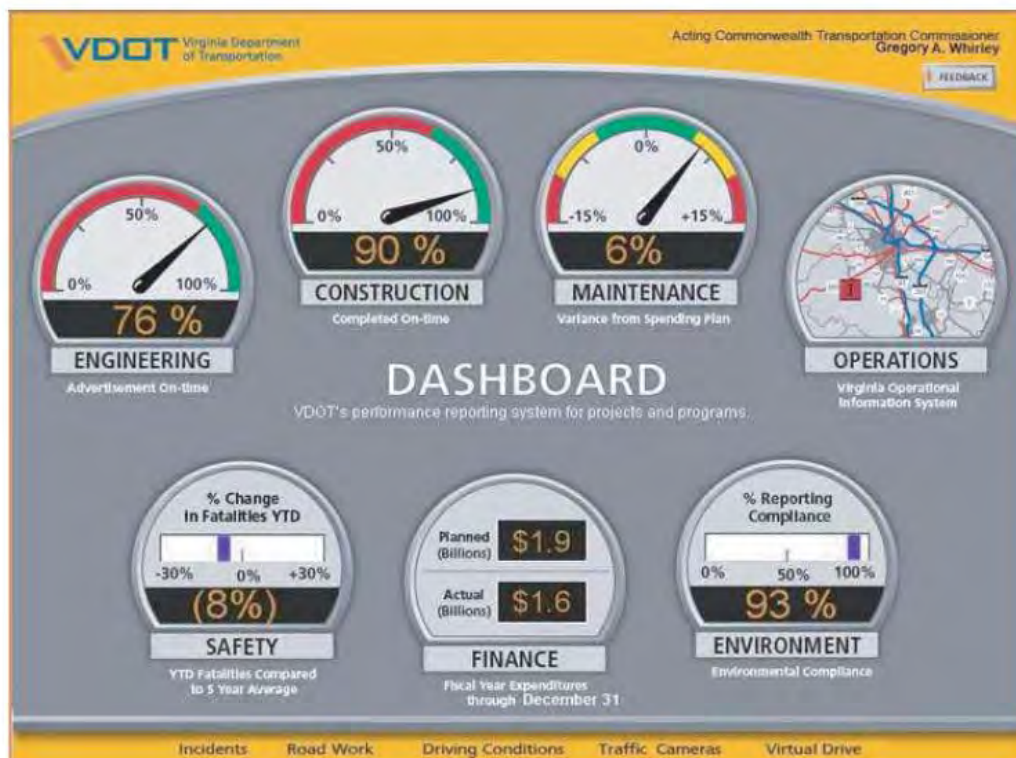 VDOT Virginia Department
of Transportation
Acting Commonwealth Transportation Commissioner
Gregory A. Whirley
FEEDBACK
50%
0%
100%
76 %
ENGINEERING
Advertisement On-time
50%
0%
100%
90 %
CONSTRUCTION
Completed On-time
0%
-15%
+15%
6%
MAINTENANCE
Variance from Spending Plan
OPERATIONS
Virginia Operational
Information System
DASHBOARD
VDOT's performance reporting system for projects and programs.
% Change
in Fatalities YTD
-30% 0% +30%
(8%)
SAFETY
YTD Fatalities Compared
to 5 Year Average
Planned
(Billions)
$1.9
Actual
(Billions)
$1.6
FINANCE
Fiscal Year Expenditures
through December 31
% Reporting
Compliance
0% 50% 100%
93 %
ENVIRONMENT
Environmental Compliance
Incidents Road Work Driving Conditions Traffic Cameras Virtual Drive